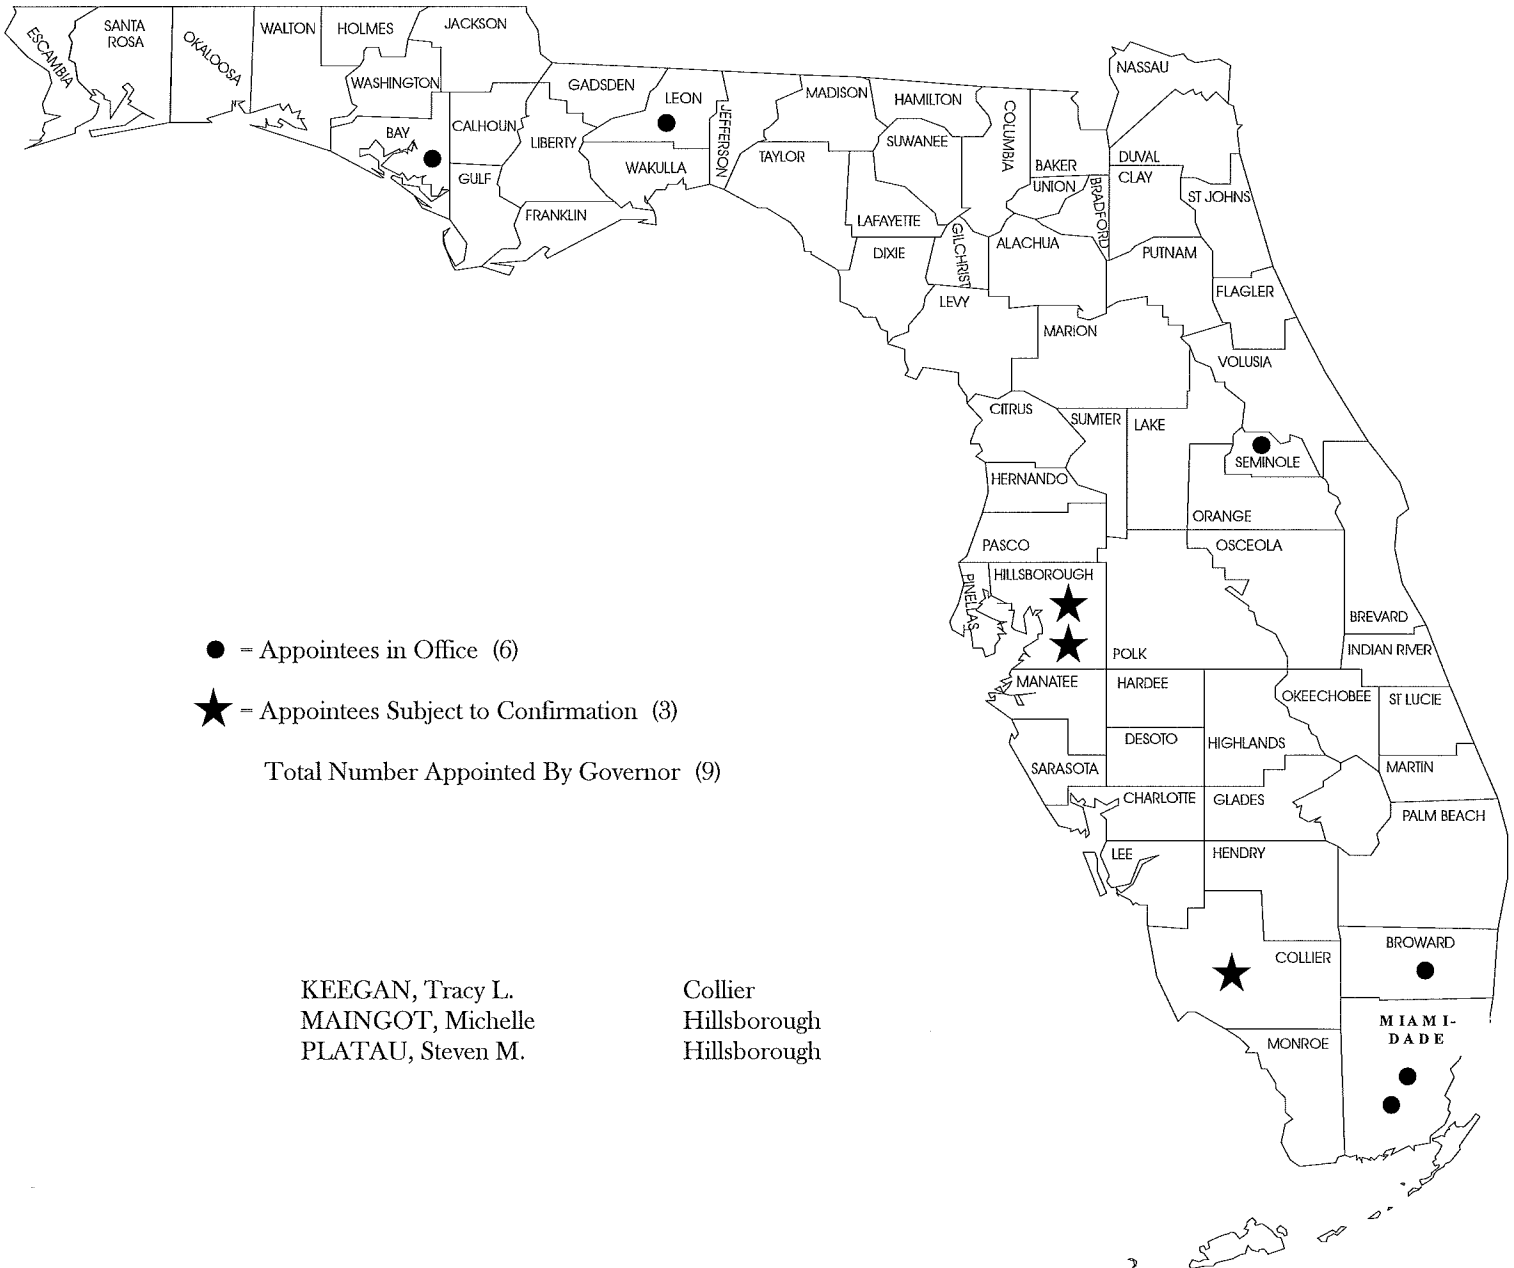 ESCAMBIA
SANTA
ROSA
OKALOOSA
WALTON
HOLMES
JACKSON
WASHINGTON
BAY
CALHOUN
GULF
GADSDEN
LIBERTY
FRANKLIN
LEON
WAKULLA
JEFFERSON
MADISON
TAYLOR
HAMILTON
SUWANEE
LAFAYETTE
DIXIE
COLUMBIA
GILCHRIST
LEVY
BAKER
UNION
BRADFORD
ALACHUA
NASSAU
DUVAL
CLAY
ST JOHNS
PUTNAM
FLAGLER
MARION
VOLUSIA
CITRUS
SUMTER
LAKE
SEMINOLE
HERNANDO
ORANGE
PASCO
OSCEOLA
PINELLAS
HILLSBOROUGH
POLK
BREVARD
INDIAN RIVER
MANATEE
HARDEE
OKEECHOBEE
ST LUCIE
DESOTO
HIGHLANDS
SARASOTA
MARTIN
CHARLOTTE
GLADES
PALM BEACH
LEE
HENDRY
COLLIER
BROWARD
MIAMI-
DADE
MONROE
= Appointees in Office (6)
= Appointees Subject to Confirmation (3)
Total Number Appointed By Governor (9)
KEEGAN, Tracy L. Collier
MAINGOT, Michelle Hillsborough
PLATAU, Steven M. Hillsborough